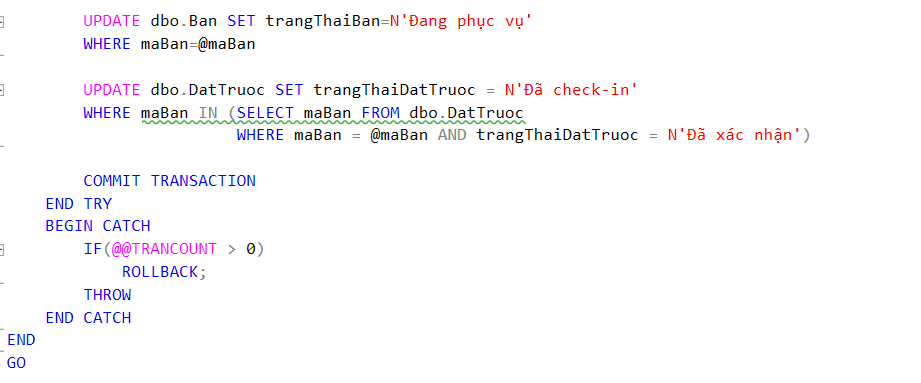 UPDATE dbo.Ban SET trangThaiBan=N'Đang phục vụ'
WHERE maBan=@maBan
UPDATE dbo.DatTruoc SET trangThaiDatTruoc = N'Đã check-in'
WHERE maBan IN (SELECT maBan FROM dbo.DatTruoc
WHERE maBan = @maBan AND trangThaiDatTruoc = N'Đã xác nhận')
COMMIT TRANSACTION
END TRY
BEGIN CATCH
IF(@@TRANCOUNT > 0)
ROLLBACK;
THROW
END CATCH
END
GO